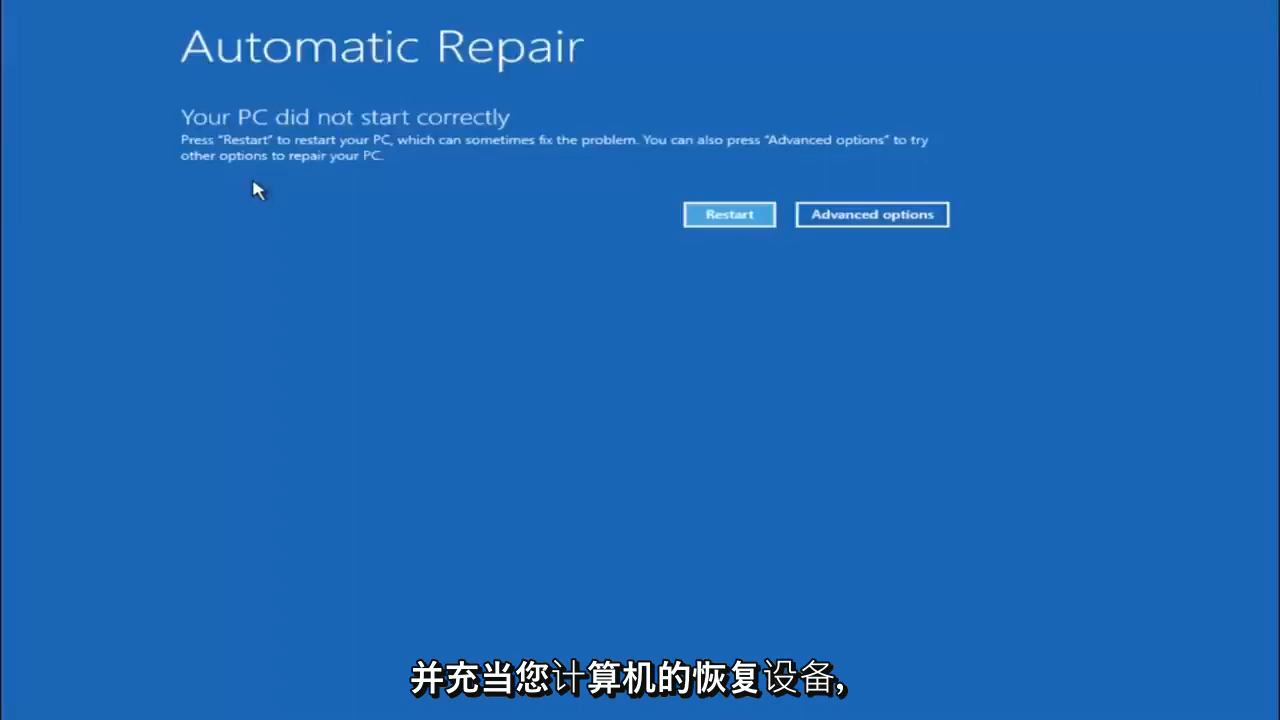 Automatic Repair
Your PC did not start correctly
Press "Restart" to restart your PC, which can sometimes fix the problem. You can also press "Advanced options" to try
other options to repair your PC.
Restart
Advanced options
并充当您计算机的恢复设备,